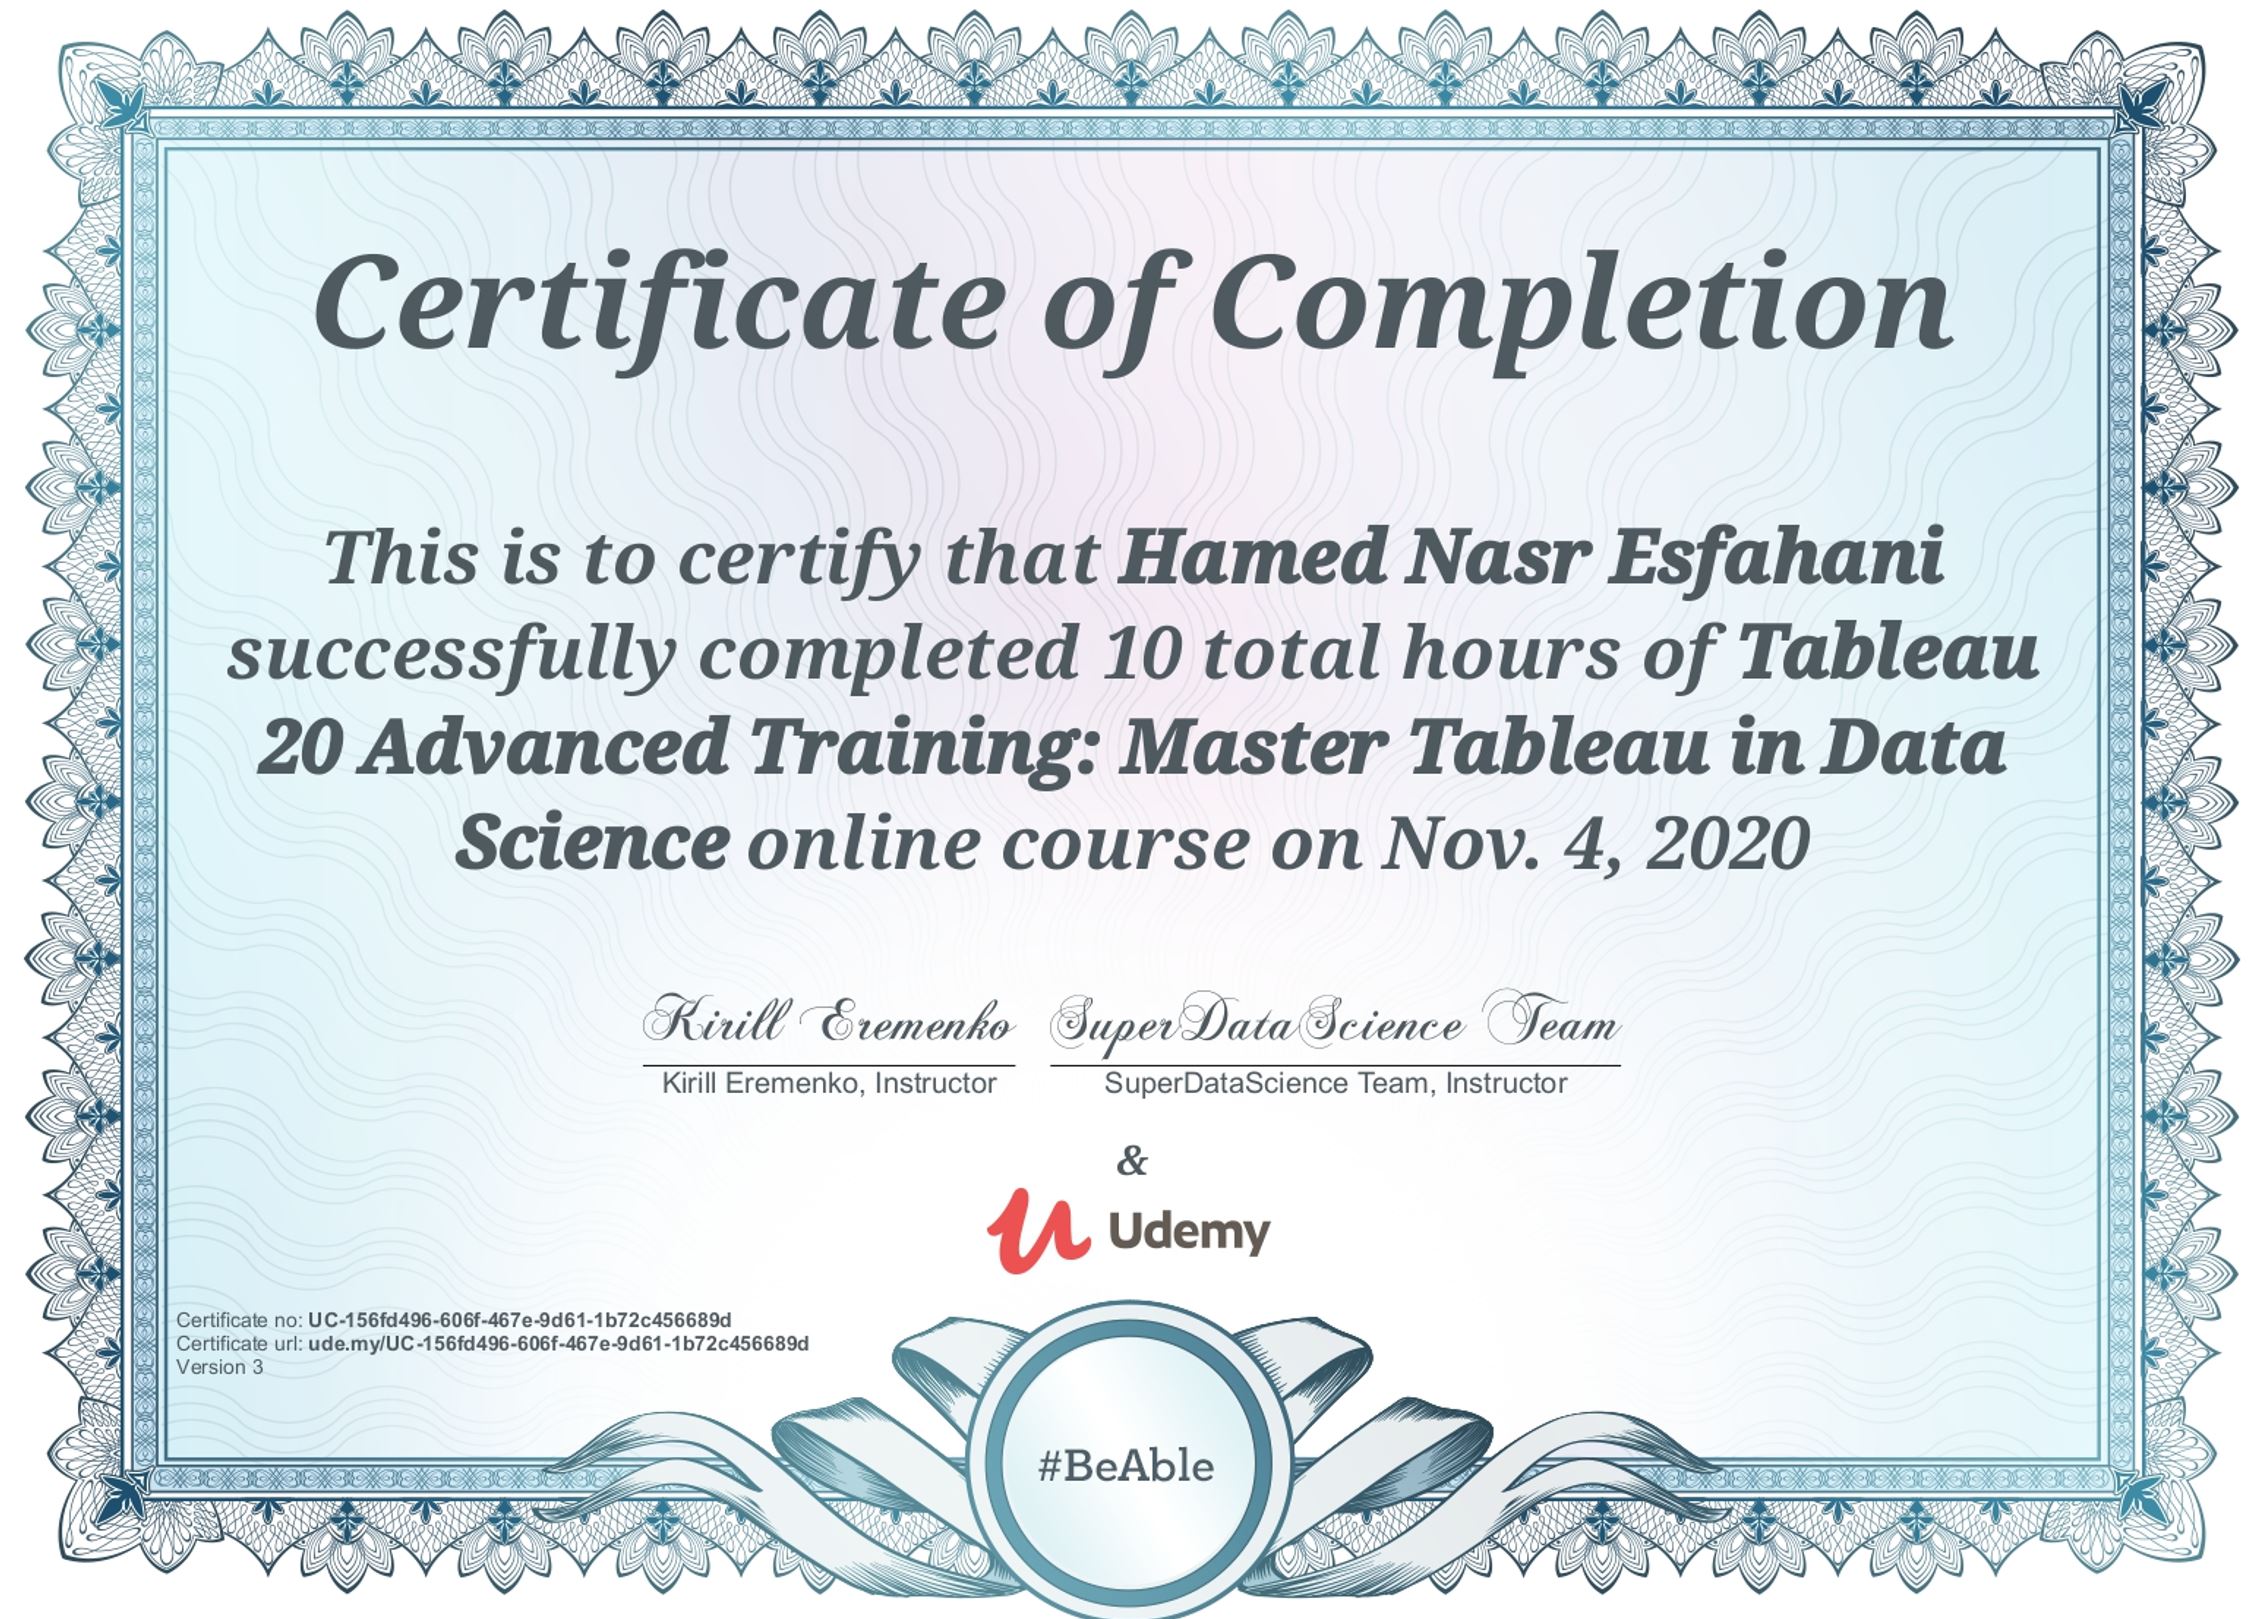 Certificate of Completion
This is to certify that Hamed Nasr Esfahani
successfully completed 10 total hours of Tableau
20 Advanced Training: Master Tableau in Data
Science online course on Nov. 4, 2020
Kirill Eremenko SuperDataScience Team
Kirill Eremenko, Instructor SuperDataScience Team, Instructor
&
Udemy
Certificate no: UC-156fd496-606f-467e-9d61-1b72c456689d
Certificate url: ude.my/UC-156fd496-606f-467e-9d61-1b72c456689d
Version 3
#BeAble